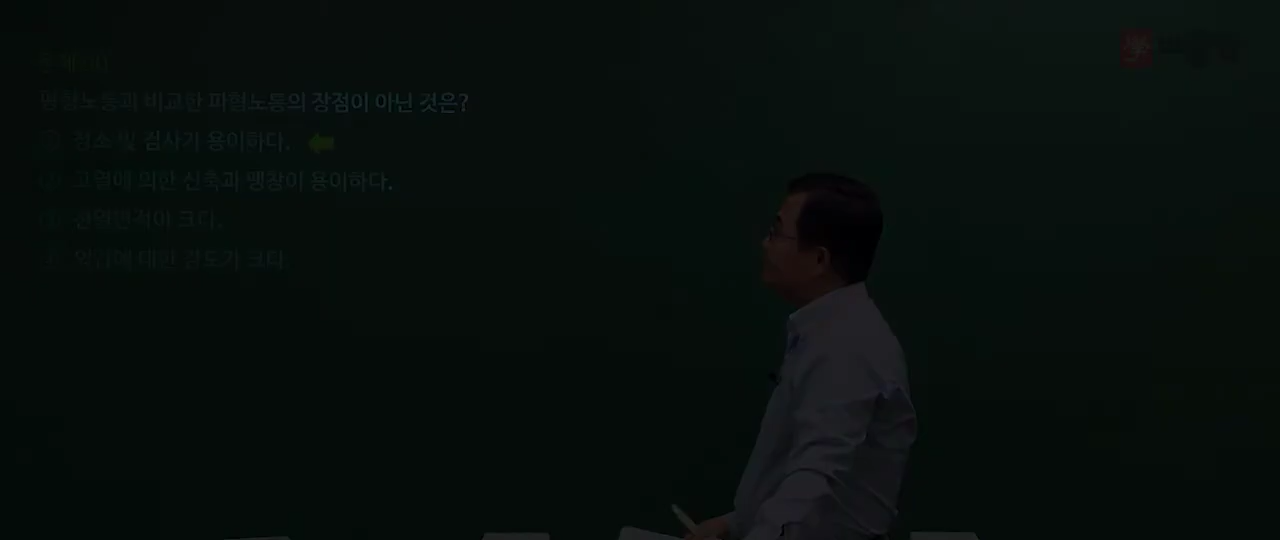 평형노통과 비교한 파형노통의 장점이 아닌 것은?
① 청소 및 검사가 용이하다.
② 고열에 의한 신축과 팽창이 용이하다.
③ 전열면적이 크다.
④ 외압에 대한 강도가 크다.
學